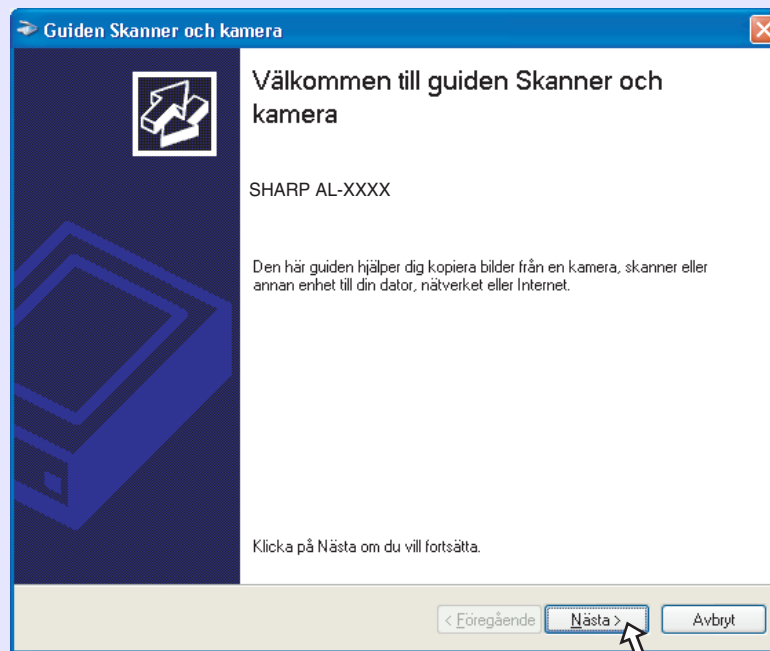 Guiden Skanner och kamera
Välkommen till guiden Skanner och
kamera
SHARP AL-XXXX
Den här guiden hjälper dig kopiera bilder från en kamera, skanner eller
annan enhet till din dator, nätverket eller Internet.
Klicka på Nästa om du vill fortsätta.
< Föregående Nästa > Avbryt